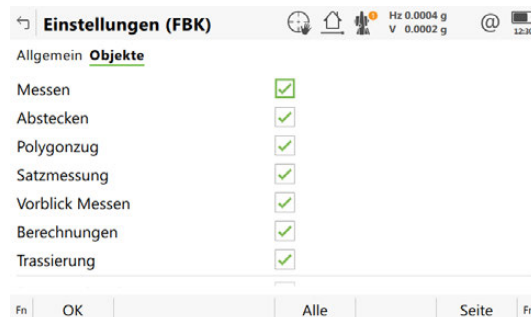 Einstellungen (FBK)
Hz 0.0004 g
V 0.0002 g
@
12:30
Allgemein Objekte
Messen
Abstecken
Polygonzug
Satzmessung
Vorblick Messen
Berechnungen
Trassierung
Fn OK Alle Seite